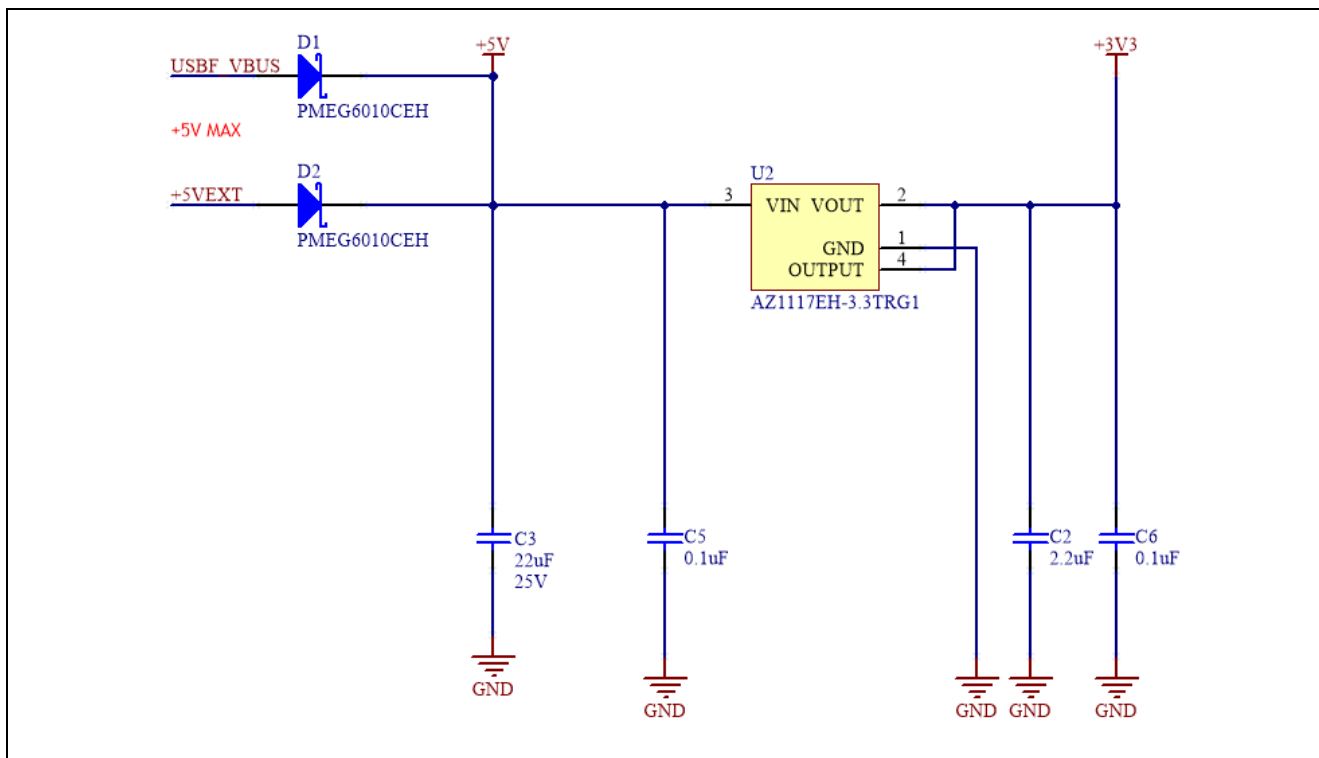 D1
USBF_VBUS
PMEG6010CEH
+5V
+3V3
+5V MAX
D2
+5VEXT
PMEG6010CEH
U2
3
VIN VOUT
2
GND
1
OUTPUT
4
AZ1117EH-3.3TRG1
C3
22uF
25V
C5
0.1uF
C2
2.2uF
C6
0.1uF
GND
GND
GND
GND
GND